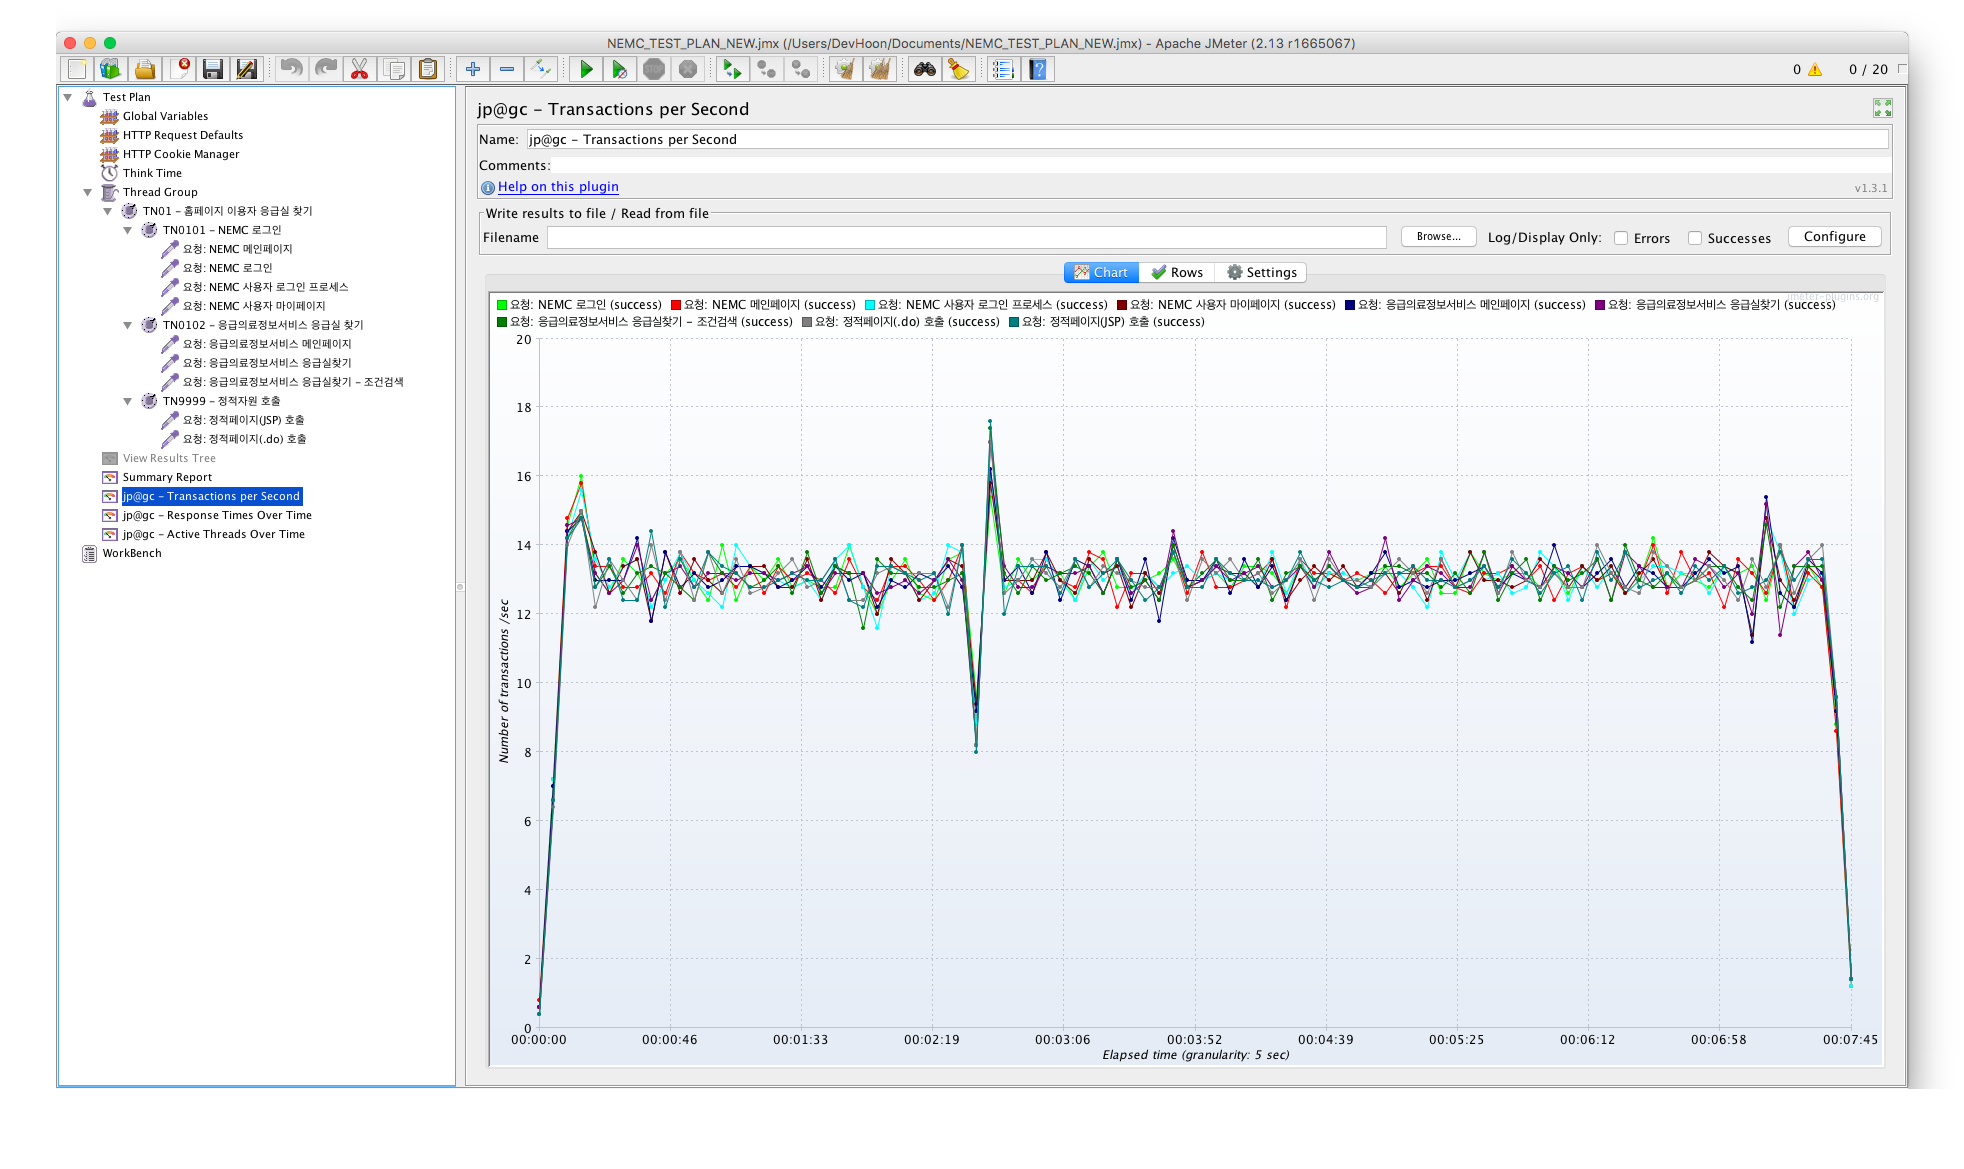 NEMC_TEST_PLAN_NEW.jmx (/Users/DevHoon/Documents/NEMC_TEST_PLAN_NEW.jmx) - Apache JMeter (2.13 r1665067)
0 0 / 20
Test Plan
Global Variables
HTTP Request Defaults
HTTP Cookie Manager
Think Time
Thread Group
TN01 - 홈페이지 이용자 응급실 찾기
TN0101 - NEMC 로그인
요청: NEMC 메인페이지
요청: NEMC 로그인
요청: NEMC 사용자 로그인 프로세스
요청: NEMC 사용자 마이페이지
TN0102 - 응급의료정보서비스 응급실 찾기
요청: 응급의료정보서비스 메인페이지
요청: 응급의료정보서비스 응급실찾기
요청: 응급의료정보서비스 응급실찾기 - 조건검색
TN9999 - 정적자원 호출
요청: 정적페이지(JSP) 호출
요청: 정적페이지(.do) 호출
View Results Tree
Summary Report
jp@gc - Transactions per Second
jp@gc - Response Times Over Time
jp@gc - Active Threads Over Time
WorkBench
jp@gc - Transactions per Second
Name: jp@gc - Transactions per Second
Comments:
Help on this plugin v1.3.1
Write results to file / Read from file
Filename Browse... Log/Display Only: Errors Successes Configure
Chart Rows Settings
jmeter-plugins.org
요청: NEMC 로그인 (success) 요청: NEMC 메인페이지 (success) 요청: NEMC 사용자 로그인 프로세스 (success) 요청: NEMC 사용자 마이페이지 (success) 요청: 응급의료정보서비스 메인페이지 (success) 요청: 응급의료정보서비스 응급실찾기 (success)
요청: 응급의료정보서비스 응급실찾기 - 조건검색 (success) 요청: 정적페이지(.do) 호출 (success) 요청: 정적페이지(JSP) 호출 (success)
20
18
16
14
12
10
8
6
4
2
0
Number of transactions /sec
00:00:00 00:00:46 00:01:33 00:02:19 00:03:06 00:03:52 00:04:39 00:05:25 00:06:12 00:06:58 00:07:45
Elapsed time (granularity: 5 sec)